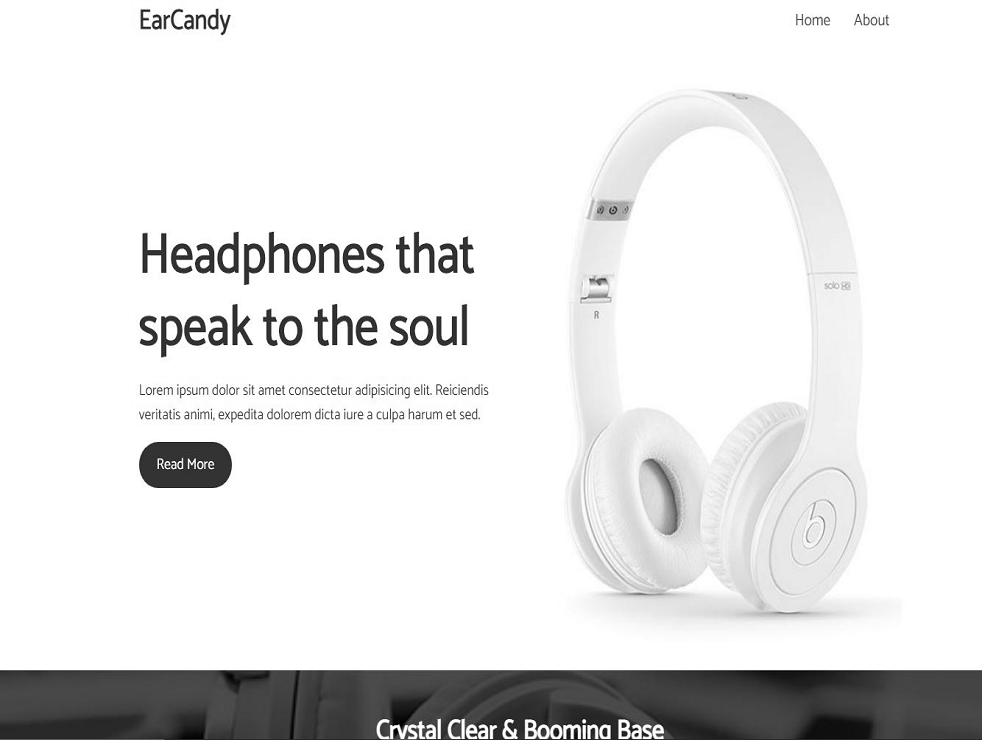 EarCandy
Home About
solo HD
R
Headphones that
speak to the soul
Lorem ipsum dolor sit amet consectetur adipisicing elit. Reiciendis
veritatis animi, expedita dolorem dicta iure a culpa harum et sed.
Read More
b
Crystal Clear & Booming Base